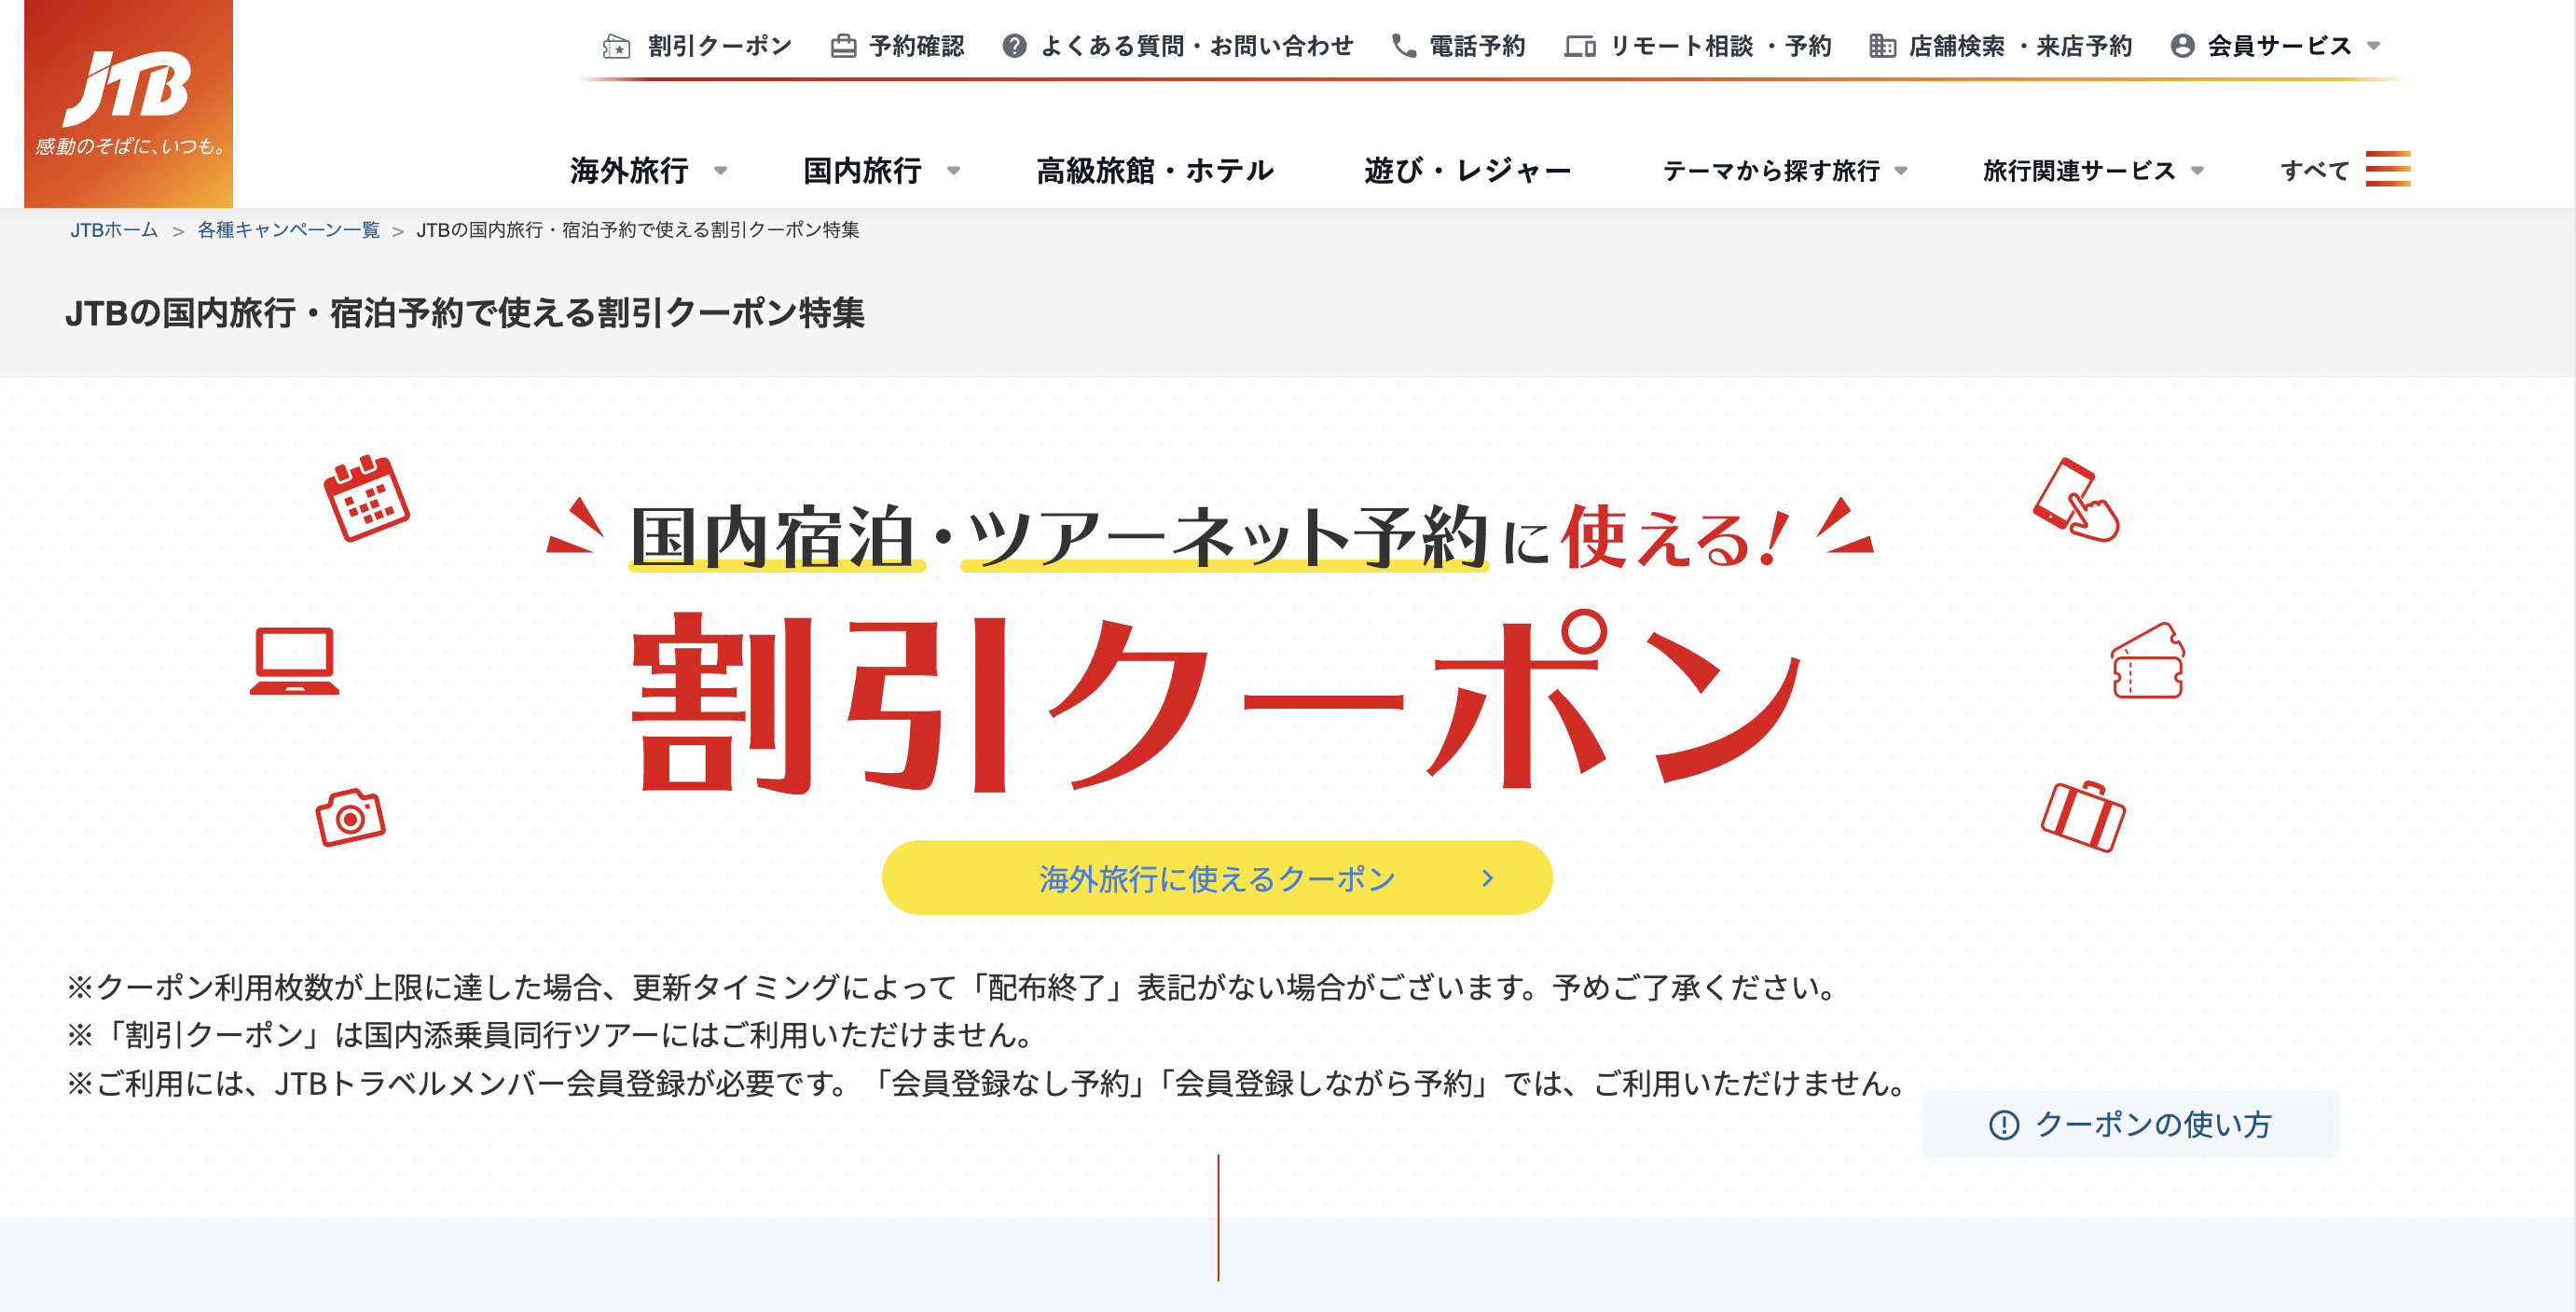 JTB
感動のそばに、いつも。
割引クーポン 予約確認 よくある質問・お問い合わせ 電話予約 リモート相談 ・予約 店舗検索 ・来店予約 会員サービス
海外旅行 国内旅行 高級旅館・ホテル 遊び・レジャー テーマから探す旅行 旅行関連サービス すべて
JTBホーム > 各種キャンペーン一覧 > JTBの国内旅行・宿泊予約で使える割引クーポン特集
JTBの国内旅行・宿泊予約で使える割引クーポン特集
国内宿泊・ツアーネット予約に使える!
割引クーポン
海外旅行に使えるクーポン
※クーポン利用枚数が上限に達した場合、更新タイミングによって「配布終了」表記がない場合がございます。予めご了承ください。
※「割引クーポン」は国内添乗員同行ツアーにはご利用いただけません。
※ご利用には、JTBトラベルメンバー会員登録が必要です。「会員登録なし予約」「会員登録しながら予約」では、ご利用いただけません。
クーポンの使い方